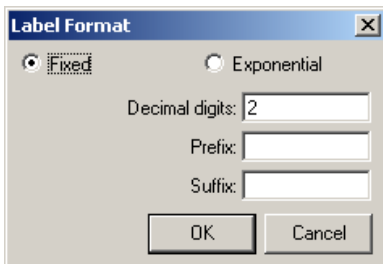 Label Format
Fixed Exponential
Decimal digits: 2
Prefix:
Suffix:
OK Cancel